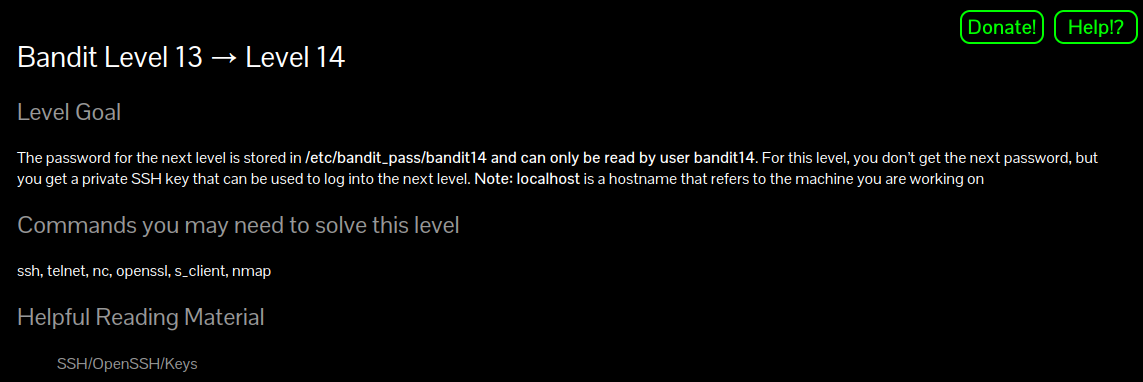 Donate! Help!?
Bandit Level 13 → Level 14
Level Goal
The password for the next level is stored in /etc/bandit_pass/bandit14 and can only be read by user bandit14. For this level, you don’t get the next password, but
you get a private SSH key that can be used to log into the next level. Note: localhost is a hostname that refers to the machine you are working on
Commands you may need to solve this level
ssh, telnet, nc, openssl, s_client, nmap
Helpful Reading Material
SSH/OpenSSH/Keys